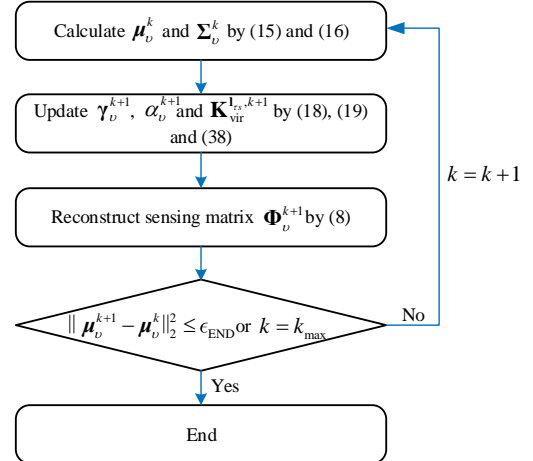 Calculate μ_υ^k and Σ_υ^k by (15) and (16)
Update γ_υ^{k+1}, α_υ^{k+1} and K_vir^{l_rs,k+1} by (18), (19)
and (38)
k = k+1
Reconstruct sensing matrix Φ_υ^{k+1} by (8)
|| μ_υ^{k+1} − μ_υ^k ||_2^2 ≤ ϵ_END or k = k_max
No
Yes
End